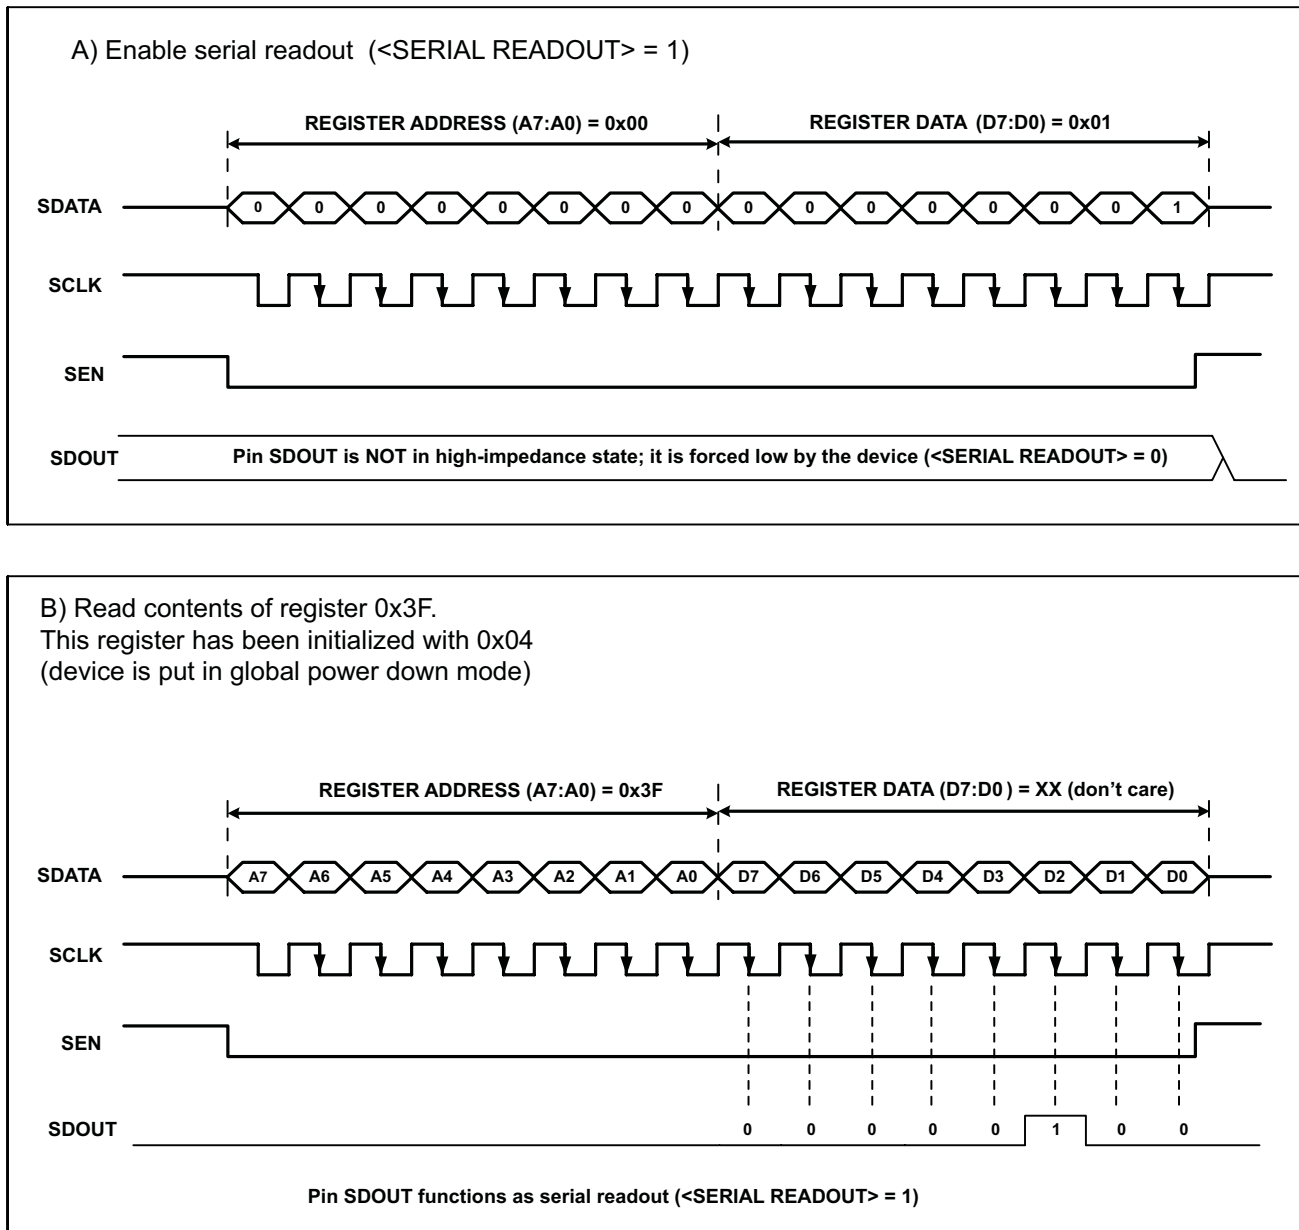 A) Enable serial readout (<SERIAL READOUT> = 1)
REGISTER ADDRESS (A7:A0) = 0x00 REGISTER DATA (D7:D0) = 0x01
SDATA 0 0 0 0 0 0 0 0 0 0 0 0 0 0 0 1
SCLK
SEN
SDOUT Pin SDOUT is NOT in high-impedance state; it is forced low by the device (<SERIAL READOUT> = 0)
B) Read contents of register 0x3F.
This register has been initialized with 0x04
(device is put in global power down mode)
REGISTER ADDRESS (A7:A0) = 0x3F REGISTER DATA (D7:D0 ) = XX (don’t care)
SDATA A7 A6 A5 A4 A3 A2 A1 A0 D7 D6 D5 D4 D3 D2 D1 D0
SCLK
SEN
SDOUT 0 0 0 0 0 1 0 0
Pin SDOUT functions as serial readout (<SERIAL READOUT> = 1)